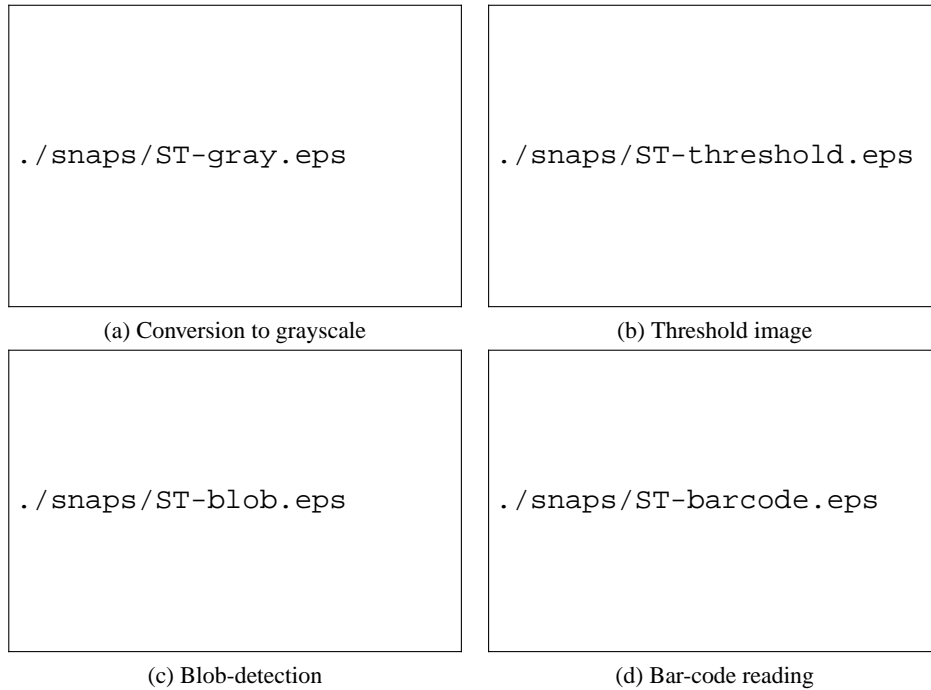 ./snaps/ST-gray.eps
./snaps/ST-threshold.eps
(a) Conversion to grayscale
(b) Threshold image
./snaps/ST-blob.eps
./snaps/ST-barcode.eps
(c) Blob-detection
(d) Bar-code reading